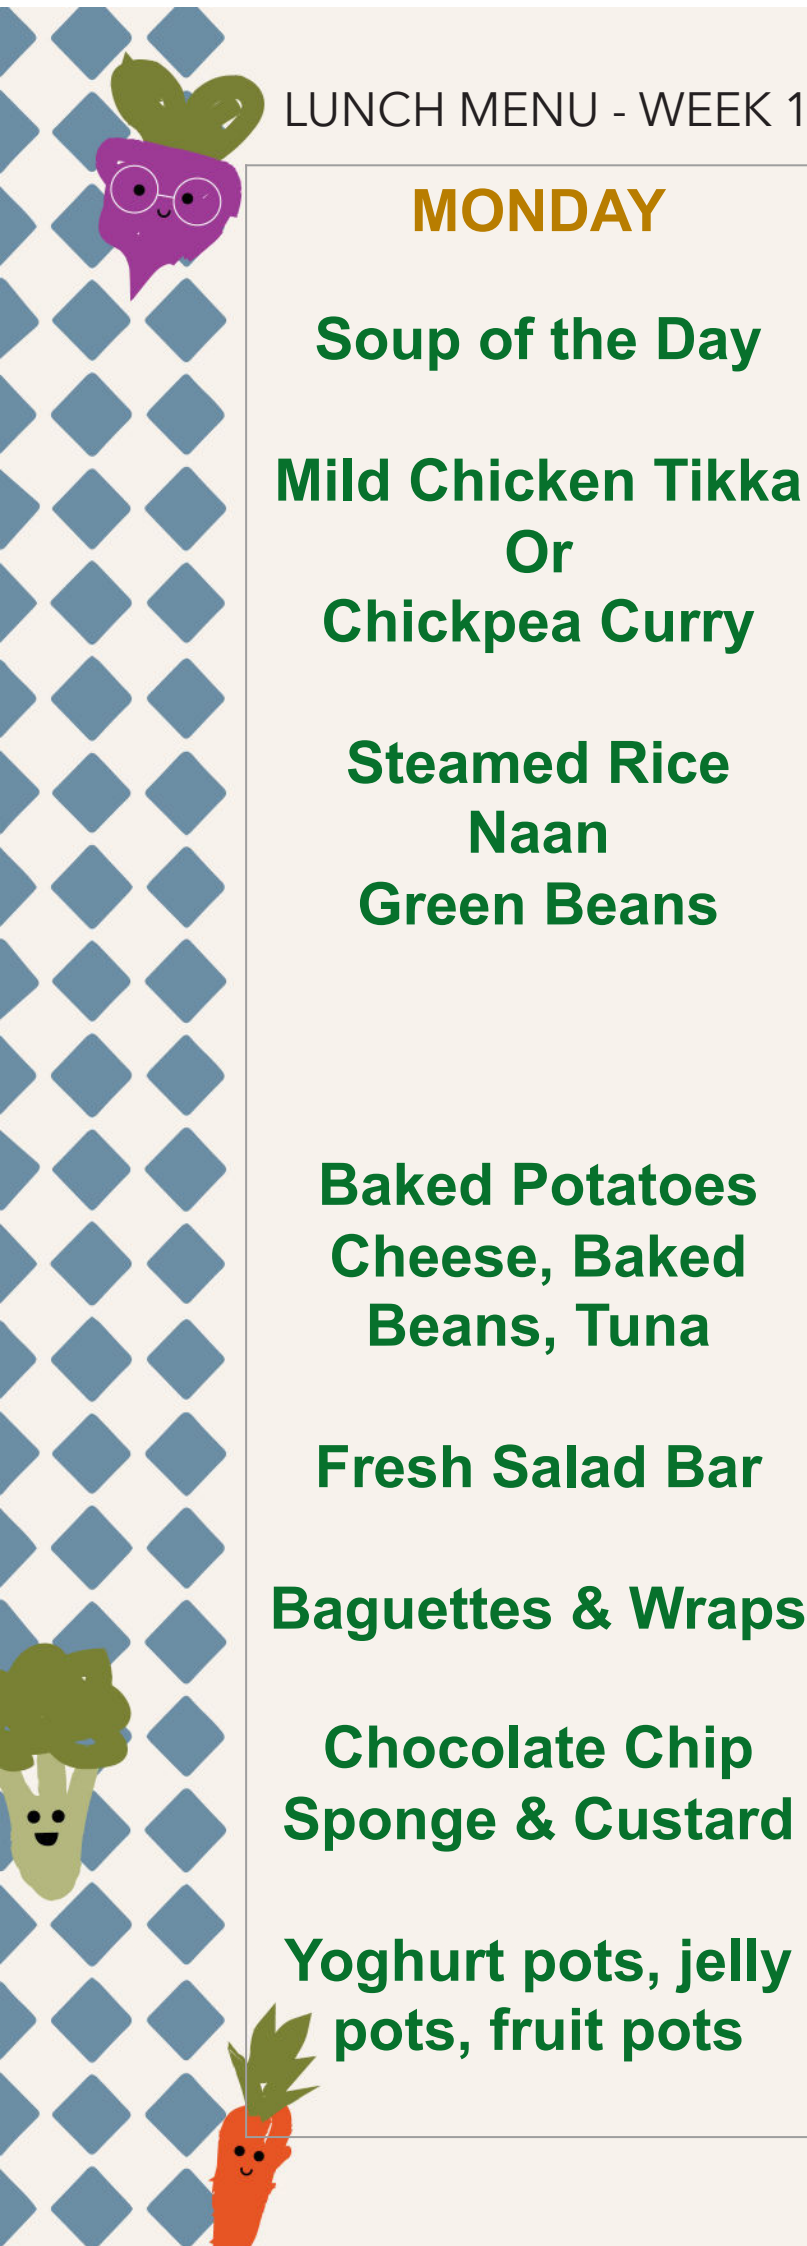 LUNCH MENU - WEEK 1
MONDAY
Soup of the Day
Mild Chicken Tikka
Or
Chickpea Curry
Steamed Rice
Naan
Green Beans
Baked Potatoes
Cheese, Baked
Beans, Tuna
Fresh Salad Bar
Baguettes & Wraps
Chocolate Chip
Sponge & Custard
Yoghurt pots, jelly
pots, fruit pots